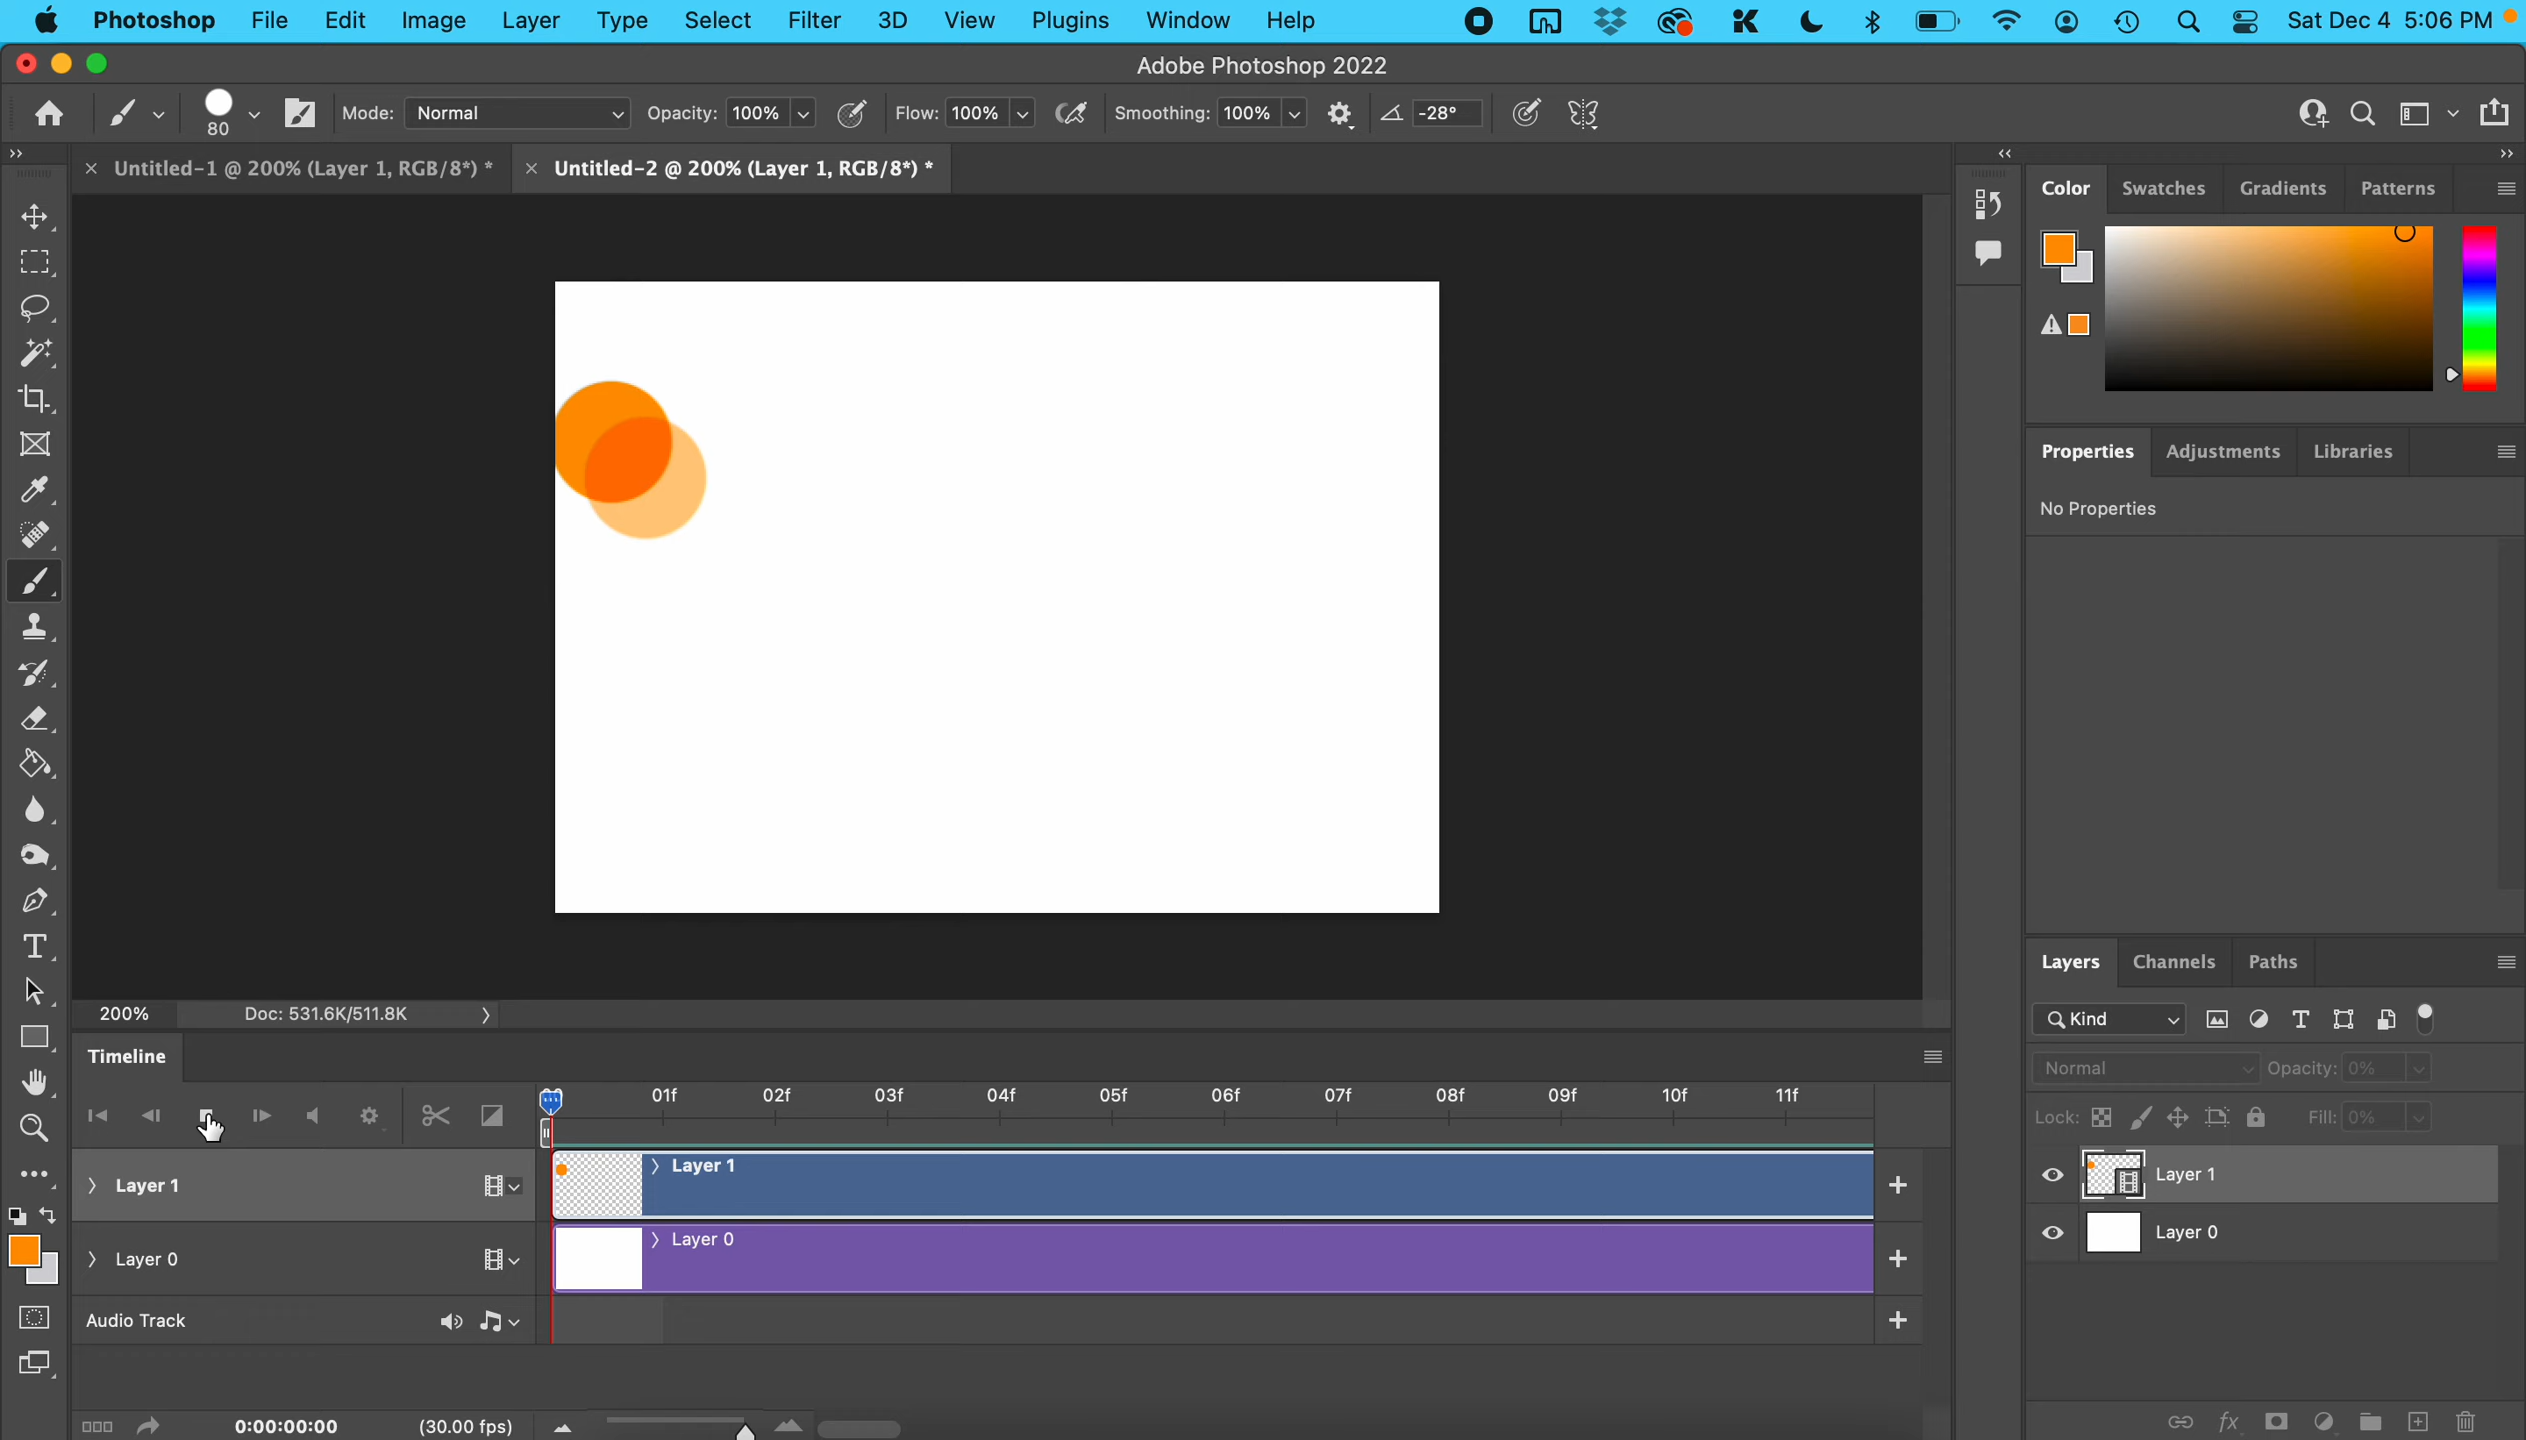 Photoshop File Edit Image Layer Type Select Filter 3D View Plugins Window Help Sat Dec 4 5:06 PM
Adobe Photoshop 2022
80 Mode: Normal Opacity: 100% Flow: 100% Smoothing: 100% -28°
Untitled-1 @ 200% (Layer 1, RGB/8*) * Untitled-2 @ 200% (Layer 1, RGB/8*) *
Color Swatches Gradients Patterns
Properties Adjustments Libraries
No Properties
Layers Channels Paths
Kind
Normal Opacity: 0%
Lock: Fill: 0%
Layer 1
Layer 0
200% Doc: 531.6K/511.8K
Timeline
01f 02f 03f 04f 05f 06f 07f 08f 09f 10f 11f
Layer 1 Layer 1
Layer 0 Layer 0
Audio Track
0:00:00:00 (30.00 fps)